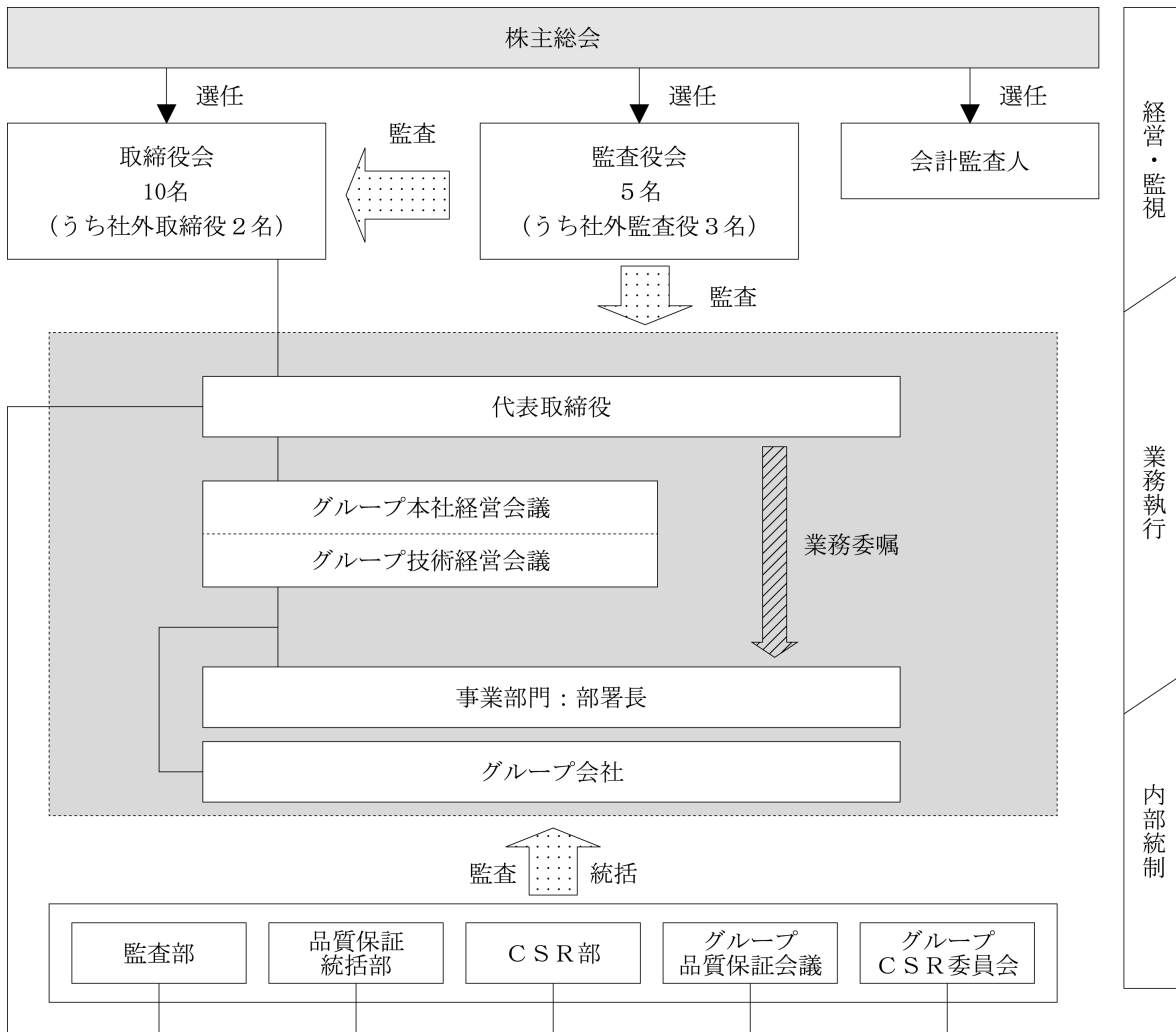 株主総会
選任
選任
選任
取締役会
10名
(うち社外取締役2名)
監査
監査役会
5名
(うち社外監査役3名)
会計監査人
監査
代表取締役
グループ本社経営会議
グループ技術経営会議
業務委嘱
事業部門:部署長
グループ会社
監査
統括
監査部
品質保証
統括部
CSR部
グループ
品質保証会議
グループ
CSR委員会
経営・監視
業務執行
内部統制